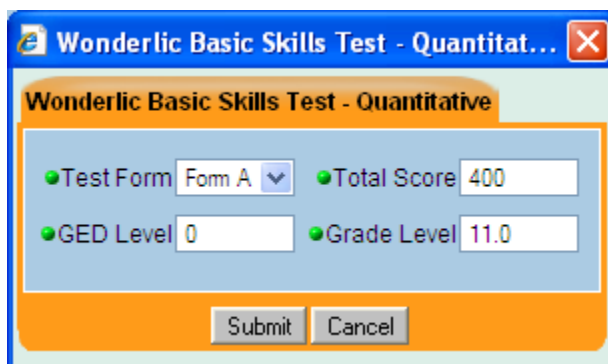 Wonderlic Basic Skills Test - Quantitat...
Wonderlic Basic Skills Test - Quantitative
Test Form Form A Total Score 400
GED Level 0 Grade Level 11.0
Submit Cancel